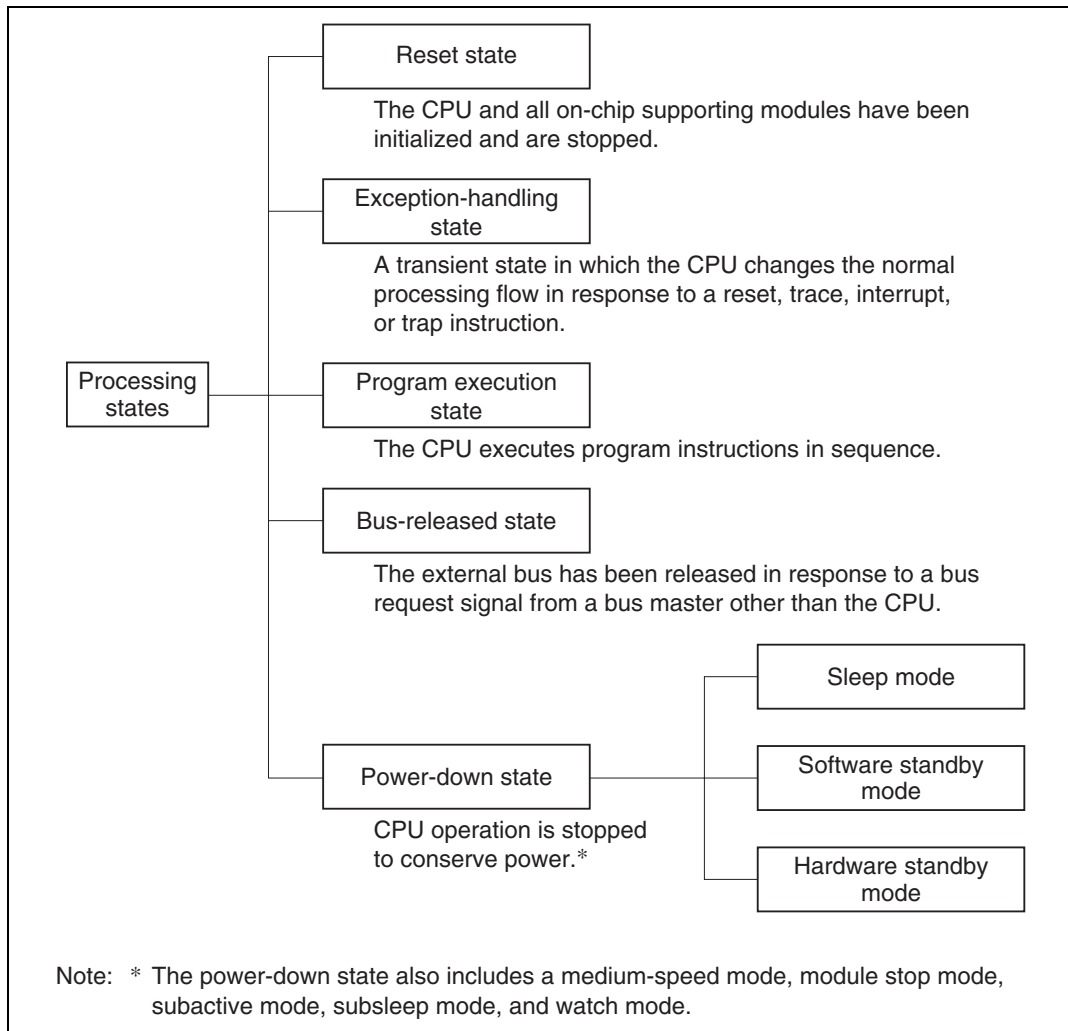 Reset state
The CPU and all on-chip supporting modules have been
initialized and are stopped.
Exception-handling
state
A transient state in which the CPU changes the normal
processing flow in response to a reset, trace, interrupt,
or trap instruction.
Processing
states
Program execution
state
The CPU executes program instructions in sequence.
Bus-released state
The external bus has been released in response to a bus
request signal from a bus master other than the CPU.
Power-down state
CPU operation is stopped
to conserve power.*
Sleep mode
Software standby
mode
Hardware standby
mode
Note: * The power-down state also includes a medium-speed mode, module stop mode,
subactive mode, subsleep mode, and watch mode.